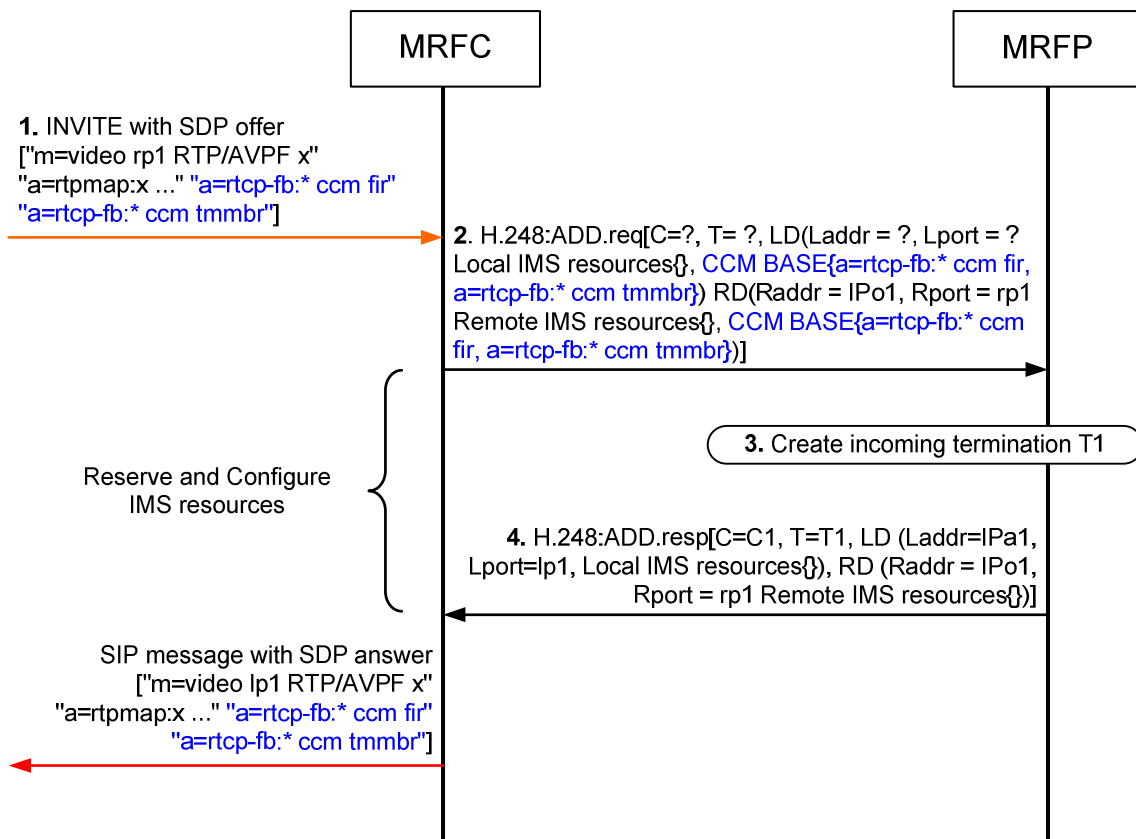 MRFC
MRFP
1. INVITE with SDP offer
["m=video rp1 RTP/AVPF x"
"a=rtpmap:x ..." "a=rtcp-fb:* ccm fir"
"a=rtcp-fb:* ccm tmmbr"]
2. H.248:ADD.req[C=?, T= ?, LD(Laddr = ?, Lport = ?
Local IMS resources{}, CCM BASE{a=rtcp-fb:* ccm fir,
a=rtcp-fb:* ccm tmmbr}) RD(Raddr = IPo1, Rport = rp1
Remote IMS resources{}, CCM BASE{a=rtcp-fb:* ccm
fir, a=rtcp-fb:* ccm tmmbr})]
3. Create incoming termination T1
Reserve and Configure
IMS resources
4. H.248:ADD.resp[C=C1, T=T1, LD (Laddr=IPa1,
Lport=lp1, Local IMS resources{}), RD (Raddr = IPo1,
Rport = rp1 Remote IMS resources{})]
SIP message with SDP answer
["m=video lp1 RTP/AVPF x"
"a=rtpmap:x ..." "a=rtcp-fb:* ccm fir"
"a=rtcp-fb:* ccm tmmbr"]